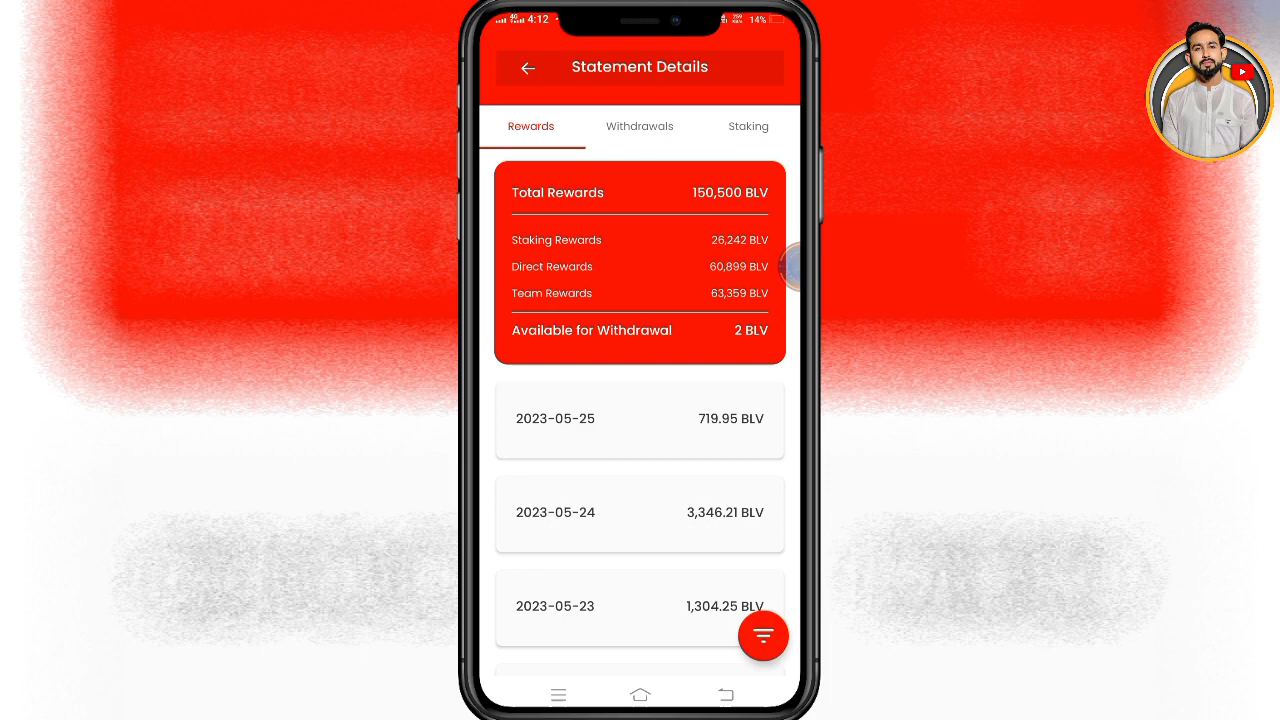 4:12
14%
Statement Details
Rewards Withdrawals Staking
Total Rewards 150,500 BLV
Staking Rewards 26,242 BLV
Direct Rewards 60,899 BLV
Team Rewards 63,359 BLV
Available for Withdrawal 2 BLV
2023-05-25 719.95 BLV
2023-05-24 3,346.21 BLV
2023-05-23 1,304.25 BLV